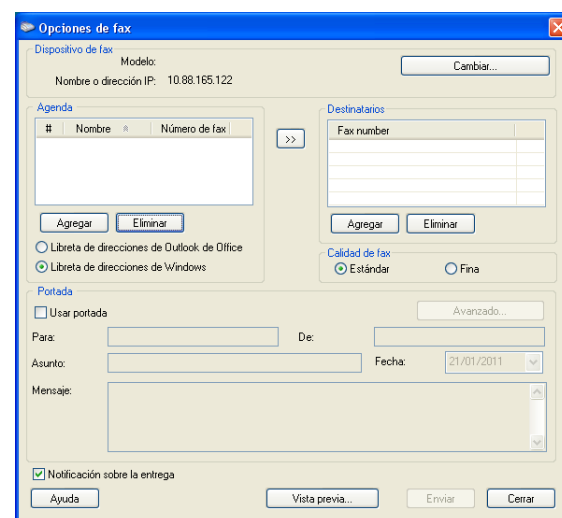 Opciones de fax
Dispositivo de fax
Modelo:
Cambiar...
Nombre o dirección IP: 10.88.165.122
Agenda
# Nombre Número de fax
>>
Agregar Eliminar
Libreta de direcciones de Outlook de Office
Libreta de direcciones de Windows
Destinatarios
Fax number
Agregar Eliminar
Calidad de fax
Estándar Fina
Portada
Usar portada Avanzado...
Para: De:
Asunto: Fecha: 21/01/2011
Mensaje:
Notificación sobre la entrega
Ayuda Vista previa... Enviar Cerrar